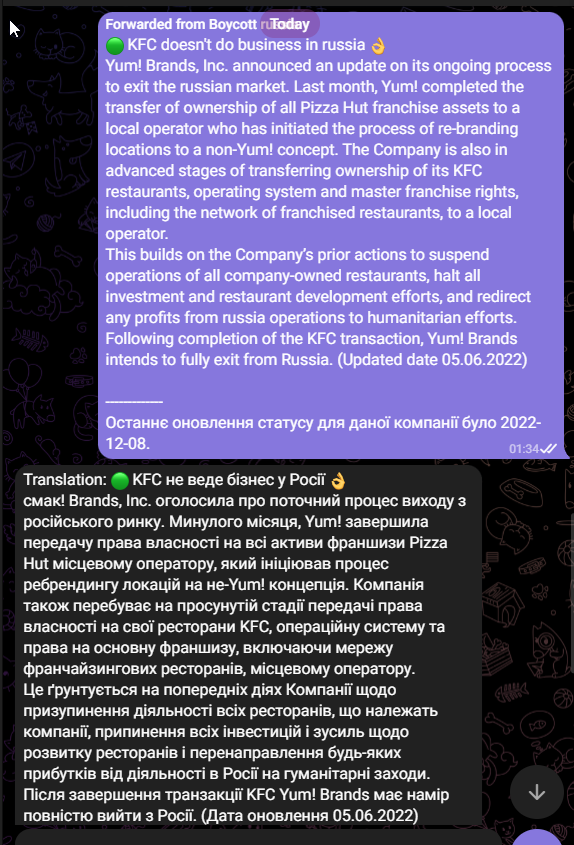 Forwarded from Boycott
Today
🟢 KFC doesn't do business in russia 👌
Yum! Brands, Inc. announced an update on its ongoing process
to exit the russian market. Last month, Yum! completed the
transfer of ownership of all Pizza Hut franchise assets to a
local operator who has initiated the process of re-branding
locations to a non-Yum! concept. The Company is also in
advanced stages of transferring ownership of its KFC
restaurants, operating system and master franchise rights,
including the network of franchised restaurants, to a local
operator.
This builds on the Company's prior actions to suspend
operations of all company-owned restaurants, halt all
investment and restaurant development efforts, and redirect
any profits from russia operations to humanitarian efforts.
Following completion of the KFC transaction, Yum! Brands
intends to fully exit from Russia. (Updated date 05.06.2022)
____________
Останнє оновлення статусу для даної компанії було 2022-
12-08.
01:34
Translation: 🟢 KFC не веде бізнес у Росії 👌
смак! Brands, Inc. оголосила про поточний процес виходу з
російського ринку. Минулого місяця, Yum! завершила
передачу права власності на всі активи франшизи Pizza
Hut місцевому оператору, який ініціював процес
ребрендингу локацій на не-Yum! концепція. Компанія
також перебуває на просунутій стадії передачі права
власності на свої ресторани KFC, операційну систему та
права на основну франшизу, включаючи мережу
франчайзингових ресторанів, місцевому оператору.
Це ґрунтується на попередніх діях Компанії щодо
призупинення діяльності всіх ресторанів, що належать
компанії, припинення всіх інвестицій і зусиль щодо
розвитку ресторанів і перенаправлення будь-яких
прибутків від діяльності в Росії на гуманітарні заходи.
Після завершення транзакції KFC Yum! Brands має намір
повністю вийти з Росії. (Дата оновлення 05.06.2022)